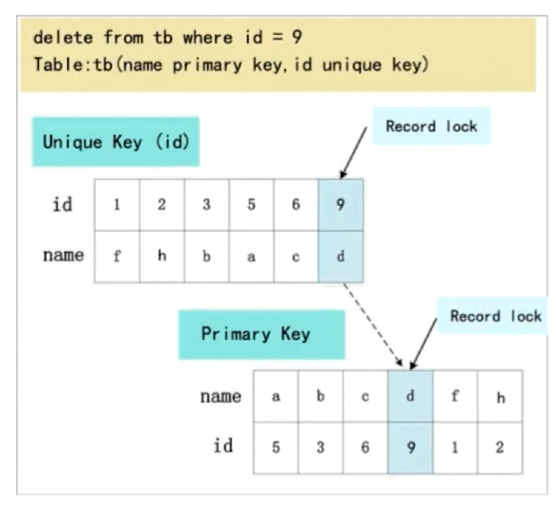 delete from tb where id = 9
Table:tb(name primary key,id unique key)
Record lock
Unique Key (id)
id 1 2 3 5 6 9
name f h b a c d
Record lock
Primary Key
name a b c d f h
id 5 3 6 9 1 2